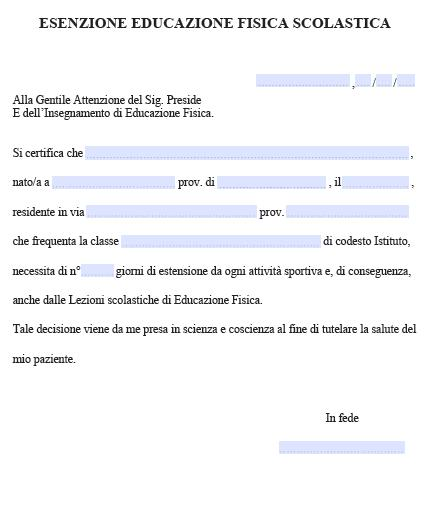 ESENZIONE EDUCAZIONE FISICA SCOLASTICA
, / /
Alla Gentile Attenzione del Sig. Preside
E dell'Insegnamento di Educazione Fisica.
Si certifica che ,
nato/a a prov. di , il ,
residente in via prov.
che frequenta la classe di codesto Istituto,
necessita di n° giorni di estensione da ogni attività sportiva e, di conseguenza,
anche dalle Lezioni scolastiche di Educazione Fisica.
Tale decisione viene da me presa in scienza e coscienza al fine di tutelare la salute del
mio paziente.
In fede